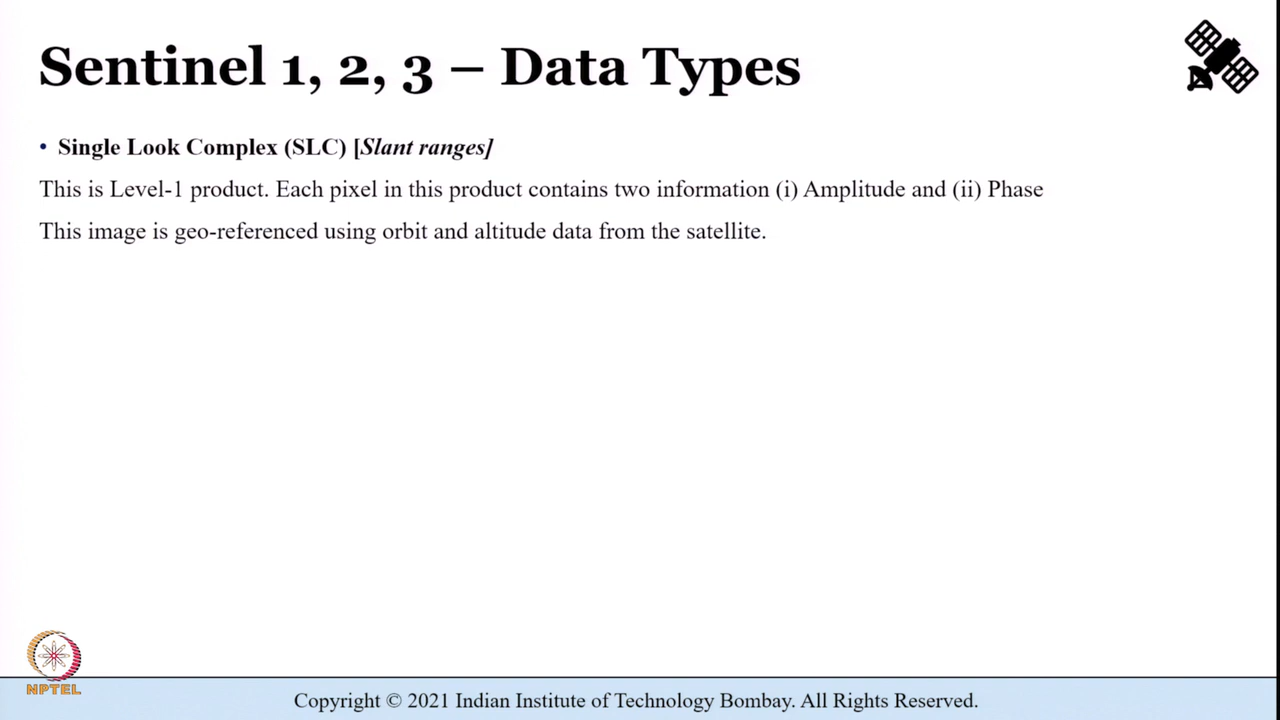 Sentinel 1, 2, 3 – Data Types
• Single Look Complex (SLC) [Slant ranges]
This is Level-1 product. Each pixel in this product contains two information (i) Amplitude and (ii) Phase
This image is geo-referenced using orbit and altitude data from the satellite.
NPTEL
Copyright © 2021 Indian Institute of Technology Bombay. All Rights Reserved.